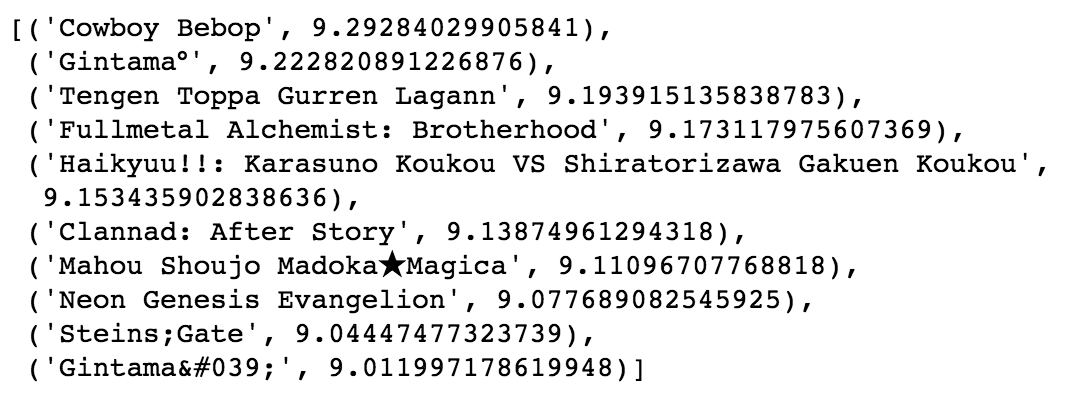 [('Cowboy Bebop', 9.29284029905841),
('Gintama°', 9.222820891226876),
('Tengen Toppa Gurren Lagann', 9.193915135838783),
('Fullmetal Alchemist: Brotherhood', 9.173117975607369),
('Haikyuu!!: Karasuno Koukou VS Shiratorizawa Gakuen Koukou',
9.153435902838636),
('Clannad: After Story', 9.13874961294318),
('Mahou Shoujo Madoka★Magica', 9.11096707768818),
('Neon Genesis Evangelion', 9.077689082545925),
('Steins;Gate', 9.04447477323739),
('Gintama&#039;', 9.011997178619948)]